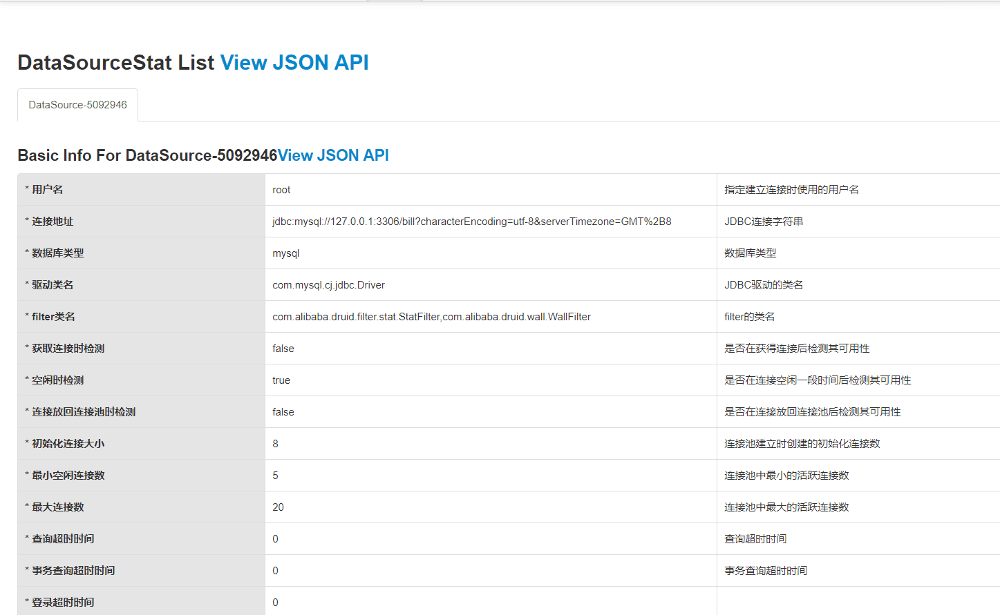 DataSourceStat List View JSON API
DataSource-5092946
Basic Info For DataSource-5092946View JSON API
* 用户名 root 指定建立连接时使用的用户名
* 连接地址 jdbc:mysql://127.0.0.1:3306/bill?characterEncoding=utf-8&serverTimezone=GMT%2B8 JDBC连接字符串
* 数据库类型 mysql 数据库类型
* 驱动类名 com.mysql.cj.jdbc.Driver JDBC驱动的类名
* filter类名 com.alibaba.druid.filter.stat.StatFilter,com.alibaba.druid.wall.WallFilter filter的类名
* 获取连接时检测 false 是否在获得连接后检测其可用性
* 空闲时检测 true 是否在连接空闲一段时间后检测其可用性
* 连接放回连接池时检测 false 是否在连接放回连接池后检测其可用性
* 初始化连接大小 8 连接池建立时创建的初始化连接数
* 最小空闲连接数 5 连接池中最小的活跃连接数
* 最大连接数 20 连接池中最大的活跃连接数
* 查询超时时间 0 查询超时时间
* 事务查询超时时间 0 事务查询超时时间
* 登录超时时间 0